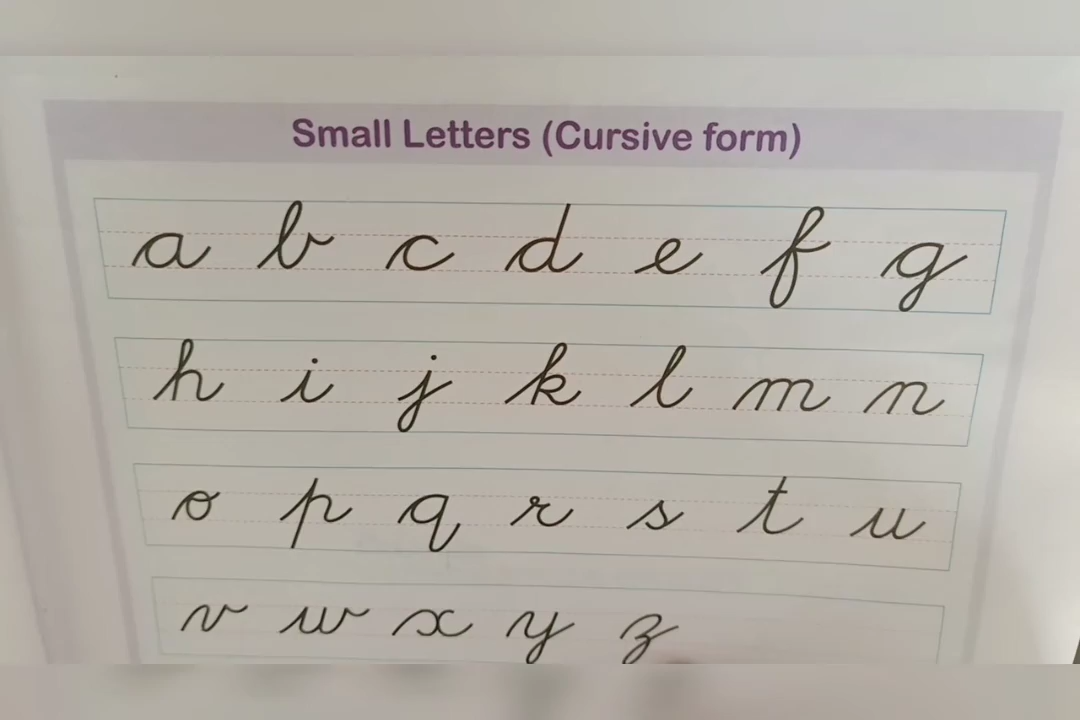 Small Letters (Cursive form)
a b c d e f g
h i j k l m n
o p q r s t u
v w x y z